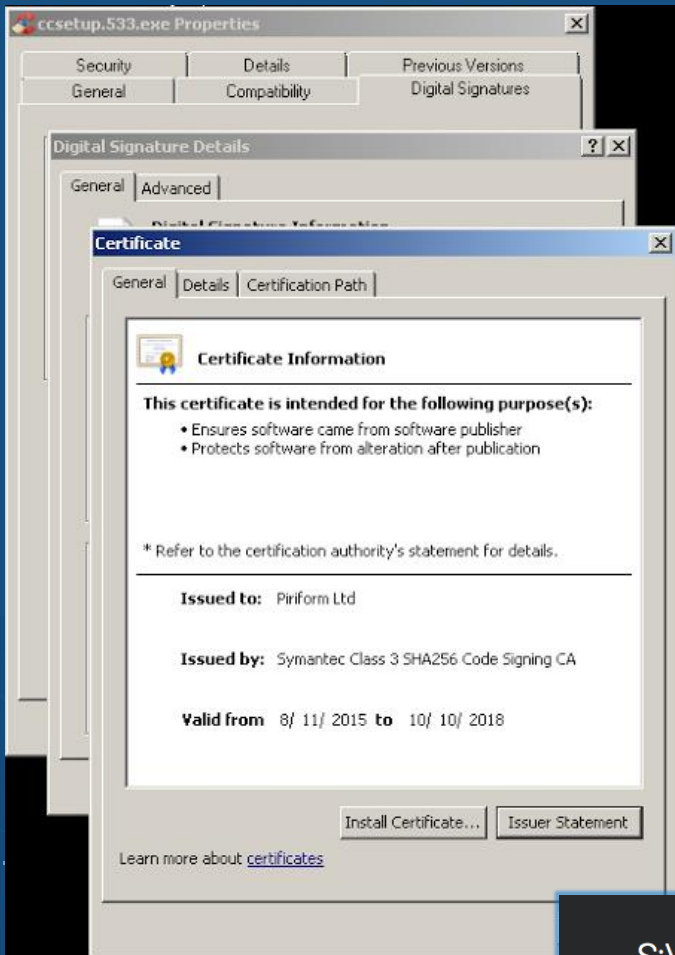 ccsetup.533.exe Properties
Security Details Previous Versions
General Compatibility Digital Signatures
Digital Signature Details
General Advanced
Digital Signature Information
Certificate
General Details Certification Path
Certificate Information
This certificate is intended for the following purpose(s):
• Ensures software came from software publisher
• Protects software from alteration after publication
* Refer to the certification authority's statement for details.
Issued to: Piriform Ltd
Issued by: Symantec Class 3 SHA256 Code Signing CA
Valid from 8/ 11/ 2015 to 10/ 10/ 2018
Install Certificate... Issuer Statement
Learn more about certificates